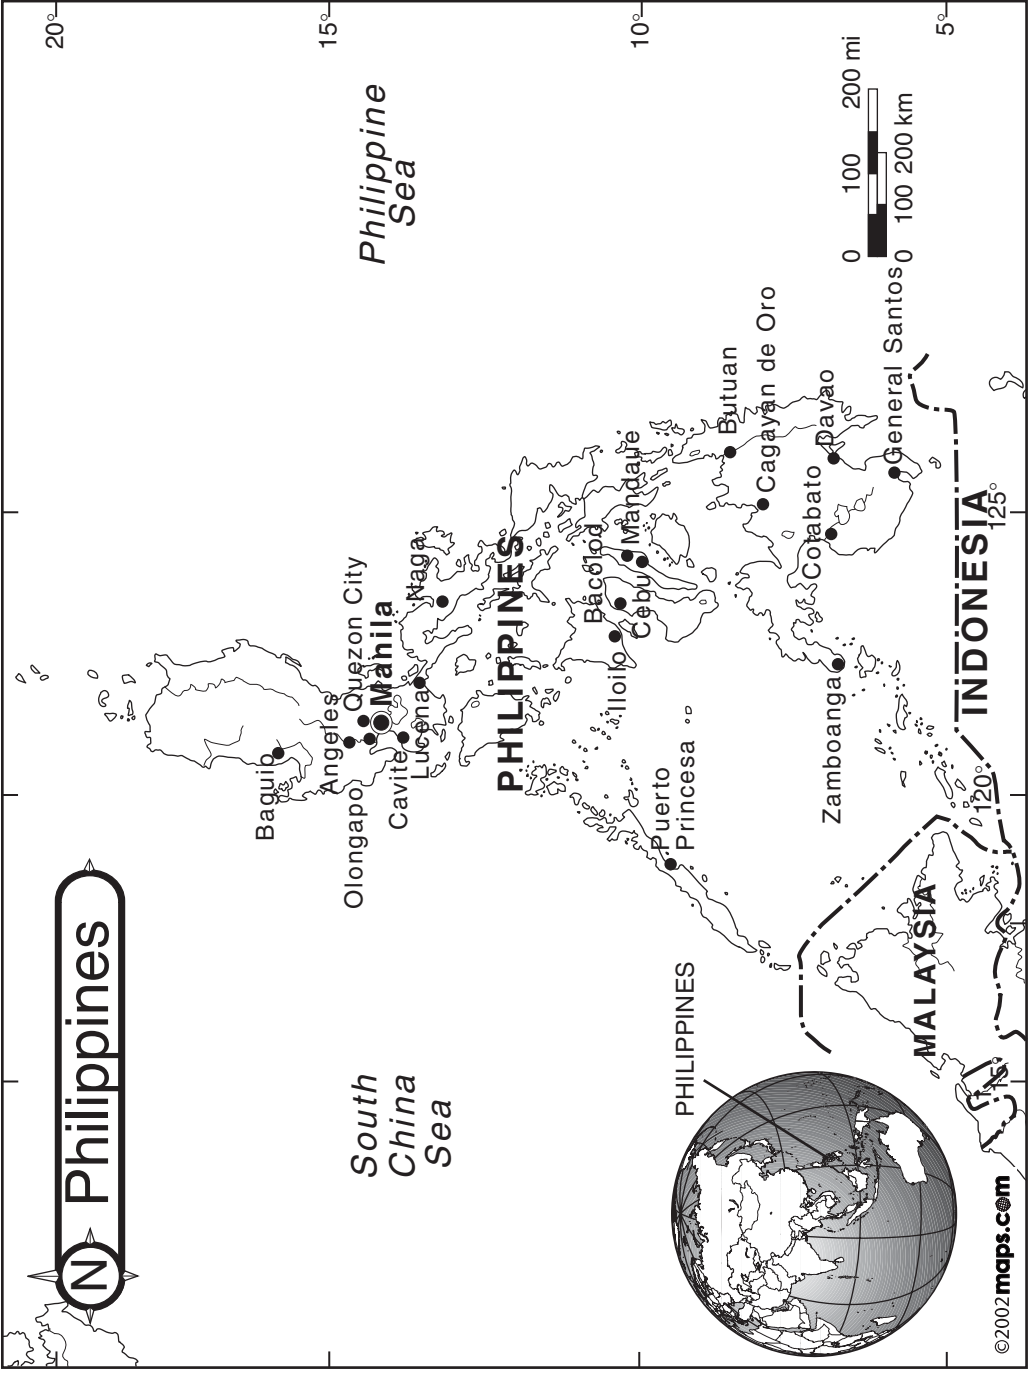 N Philippines
20°
15°
10°
5°
Philippine
Sea
South
China
Sea
Baguio
Angeles
Quezon City
Manila
Olongapo
Cavite
Lucena
Naga
PHILIPPINES
Bacolod
Mandaue
Cebu
Iloilo
Puerto
Princesa
Butuan
Cagayan de Oro
Cotabato
Davao
General Santos
Zamboanga
0 100 200 mi
0 100 200 km
PHILIPPINES
MALAYSIA
INDONESIA
115°
120°
125°
©2002maps.com